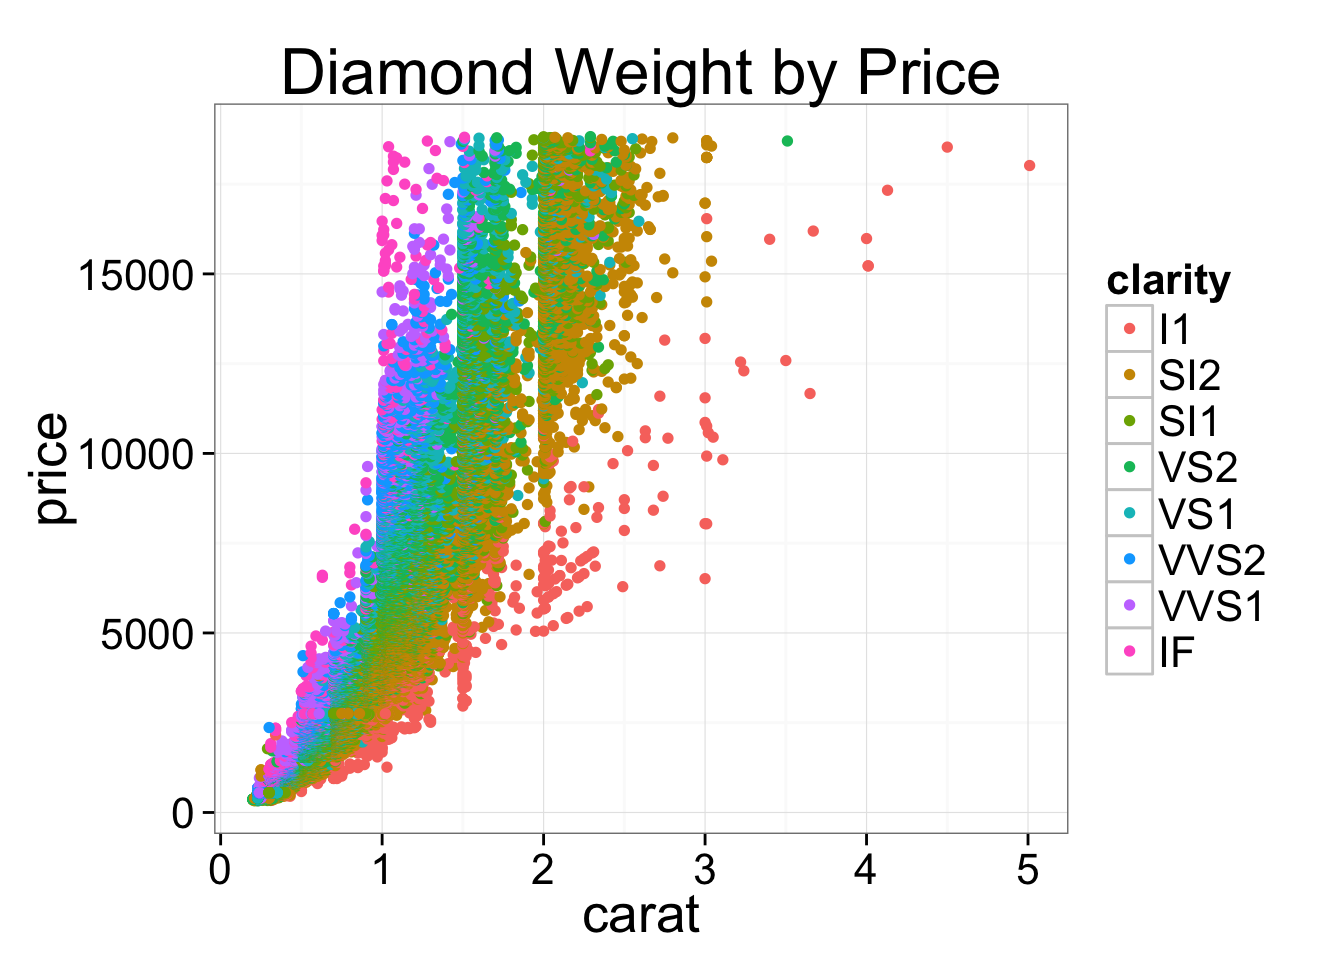 Diamond Weight by Price
price
15000
10000
5000
0
0 1 2 3 4 5
carat
clarity
I1
SI2
SI1
VS2
VS1
VVS2
VVS1
IF